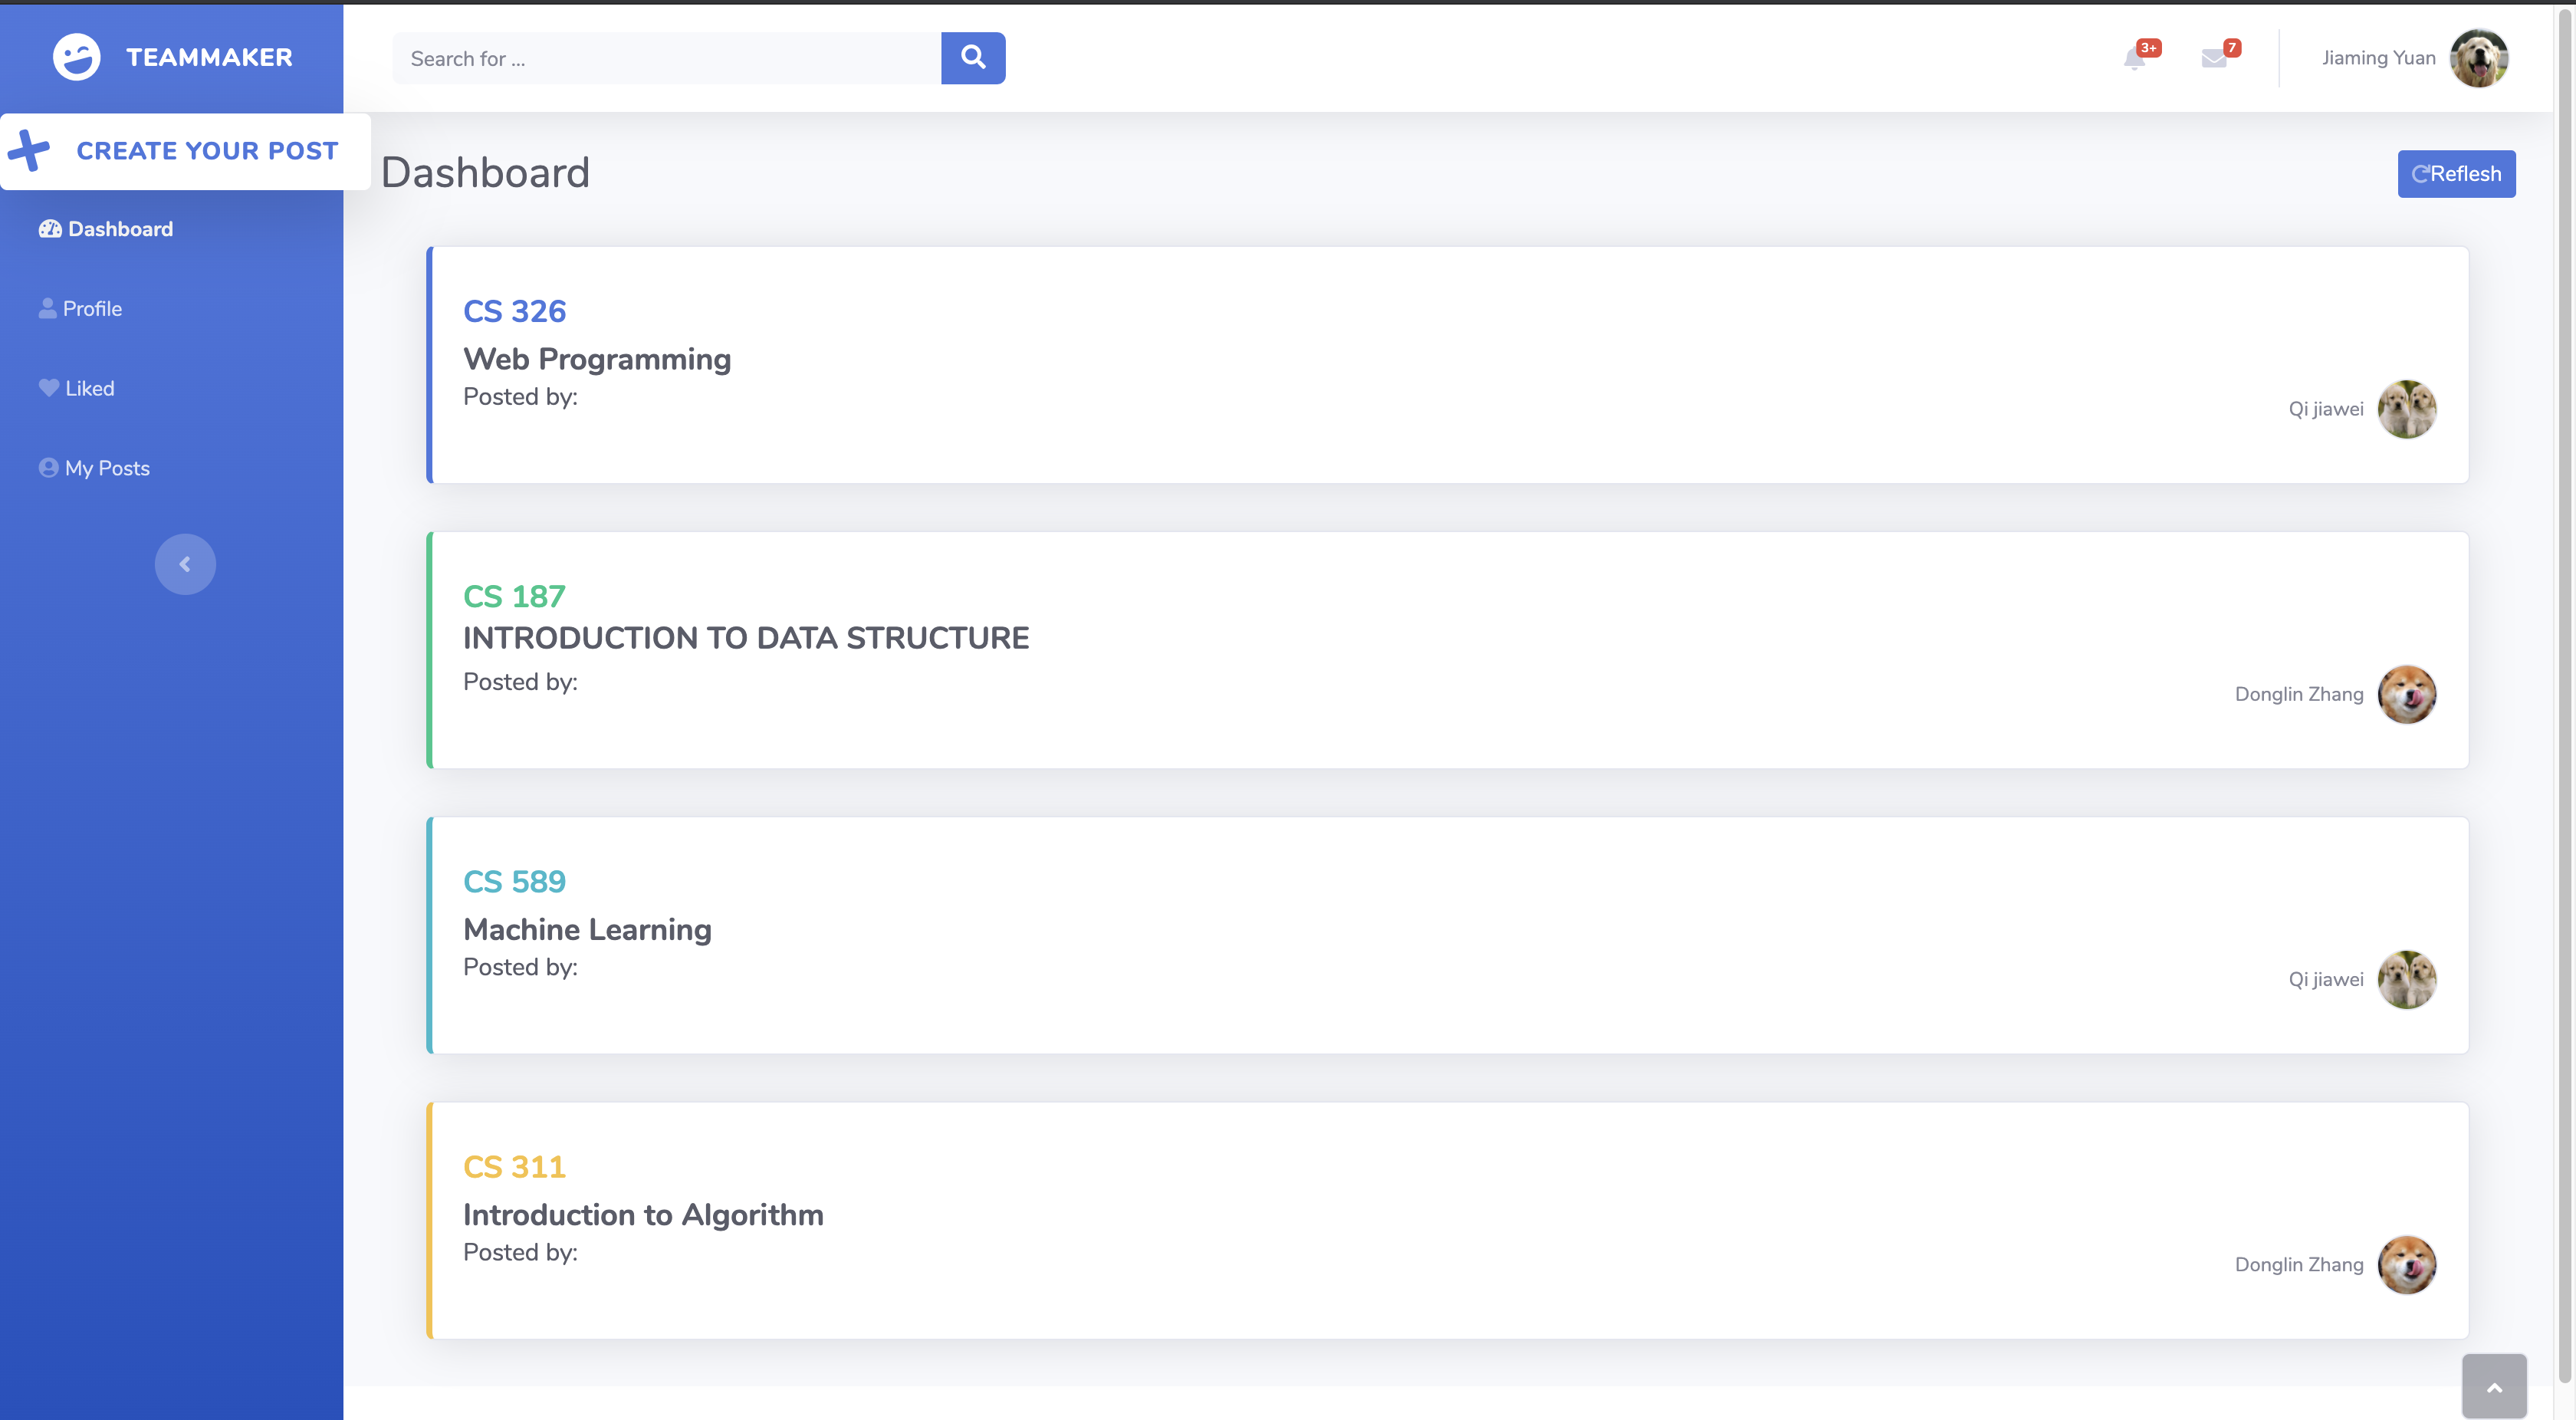 TEAMMAKER
Search for ...
3+
7
Jiaming Yuan
CREATE YOUR POST
Dashboard
Reflesh
Dashboard
Profile
Liked
My Posts
CS 326
Web Programming
Posted by:
Qi jiawei
CS 187
INTRODUCTION TO DATA STRUCTURE
Posted by:
Donglin Zhang
CS 589
Machine Learning
Posted by:
Qi jiawei
CS 311
Introduction to Algorithm
Posted by:
Donglin Zhang